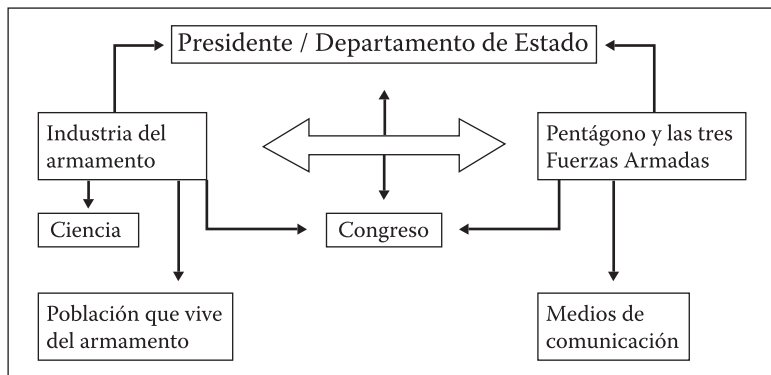 Presidente / Departamento de Estado
Industria del
armamento
Pentágono y las tres
Fuerzas Armadas
Ciencia
Congreso
Población que vive
del armamento
Medios de
comunicación